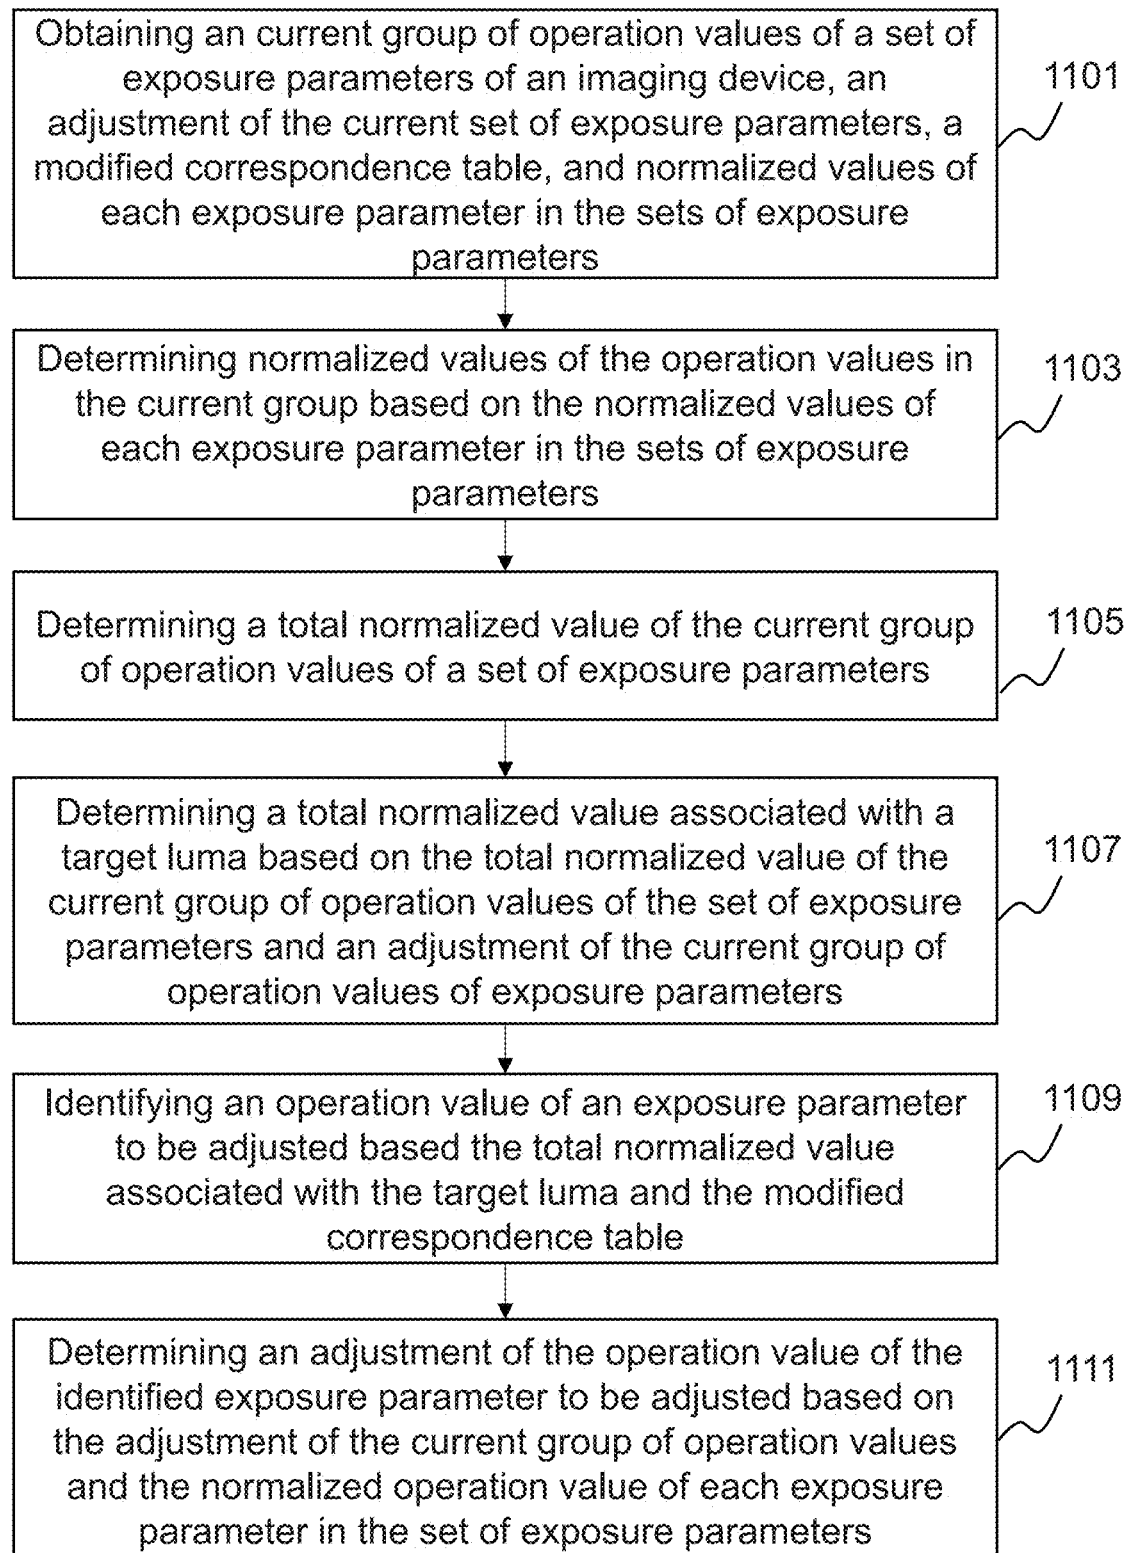 Obtaining an current group of operation values of a set of
exposure parameters of an imaging device, an
adjustment of the current set of exposure parameters, a
modified correspondence table, and normalized values of
each exposure parameter in the sets of exposure
parameters
1101
Determining normalized values of the operation values in
the current group based on the normalized values of
each exposure parameter in the sets of exposure
parameters
1103
Determining a total normalized value of the current group
of operation values of a set of exposure parameters
1105
Determining a total normalized value associated with a
target luma based on the total normalized value of the
current group of operation values of the set of exposure
parameters and an adjustment of the current group of
operation values of exposure parameters
1107
Identifying an operation value of an exposure parameter
to be adjusted based the total normalized value
associated with the target luma and the modified
correspondence table
1109
Determining an adjustment of the operation value of the
identified exposure parameter to be adjusted based on
the adjustment of the current group of operation values
and the normalized operation value of each exposure
parameter in the set of exposure parameters
1111